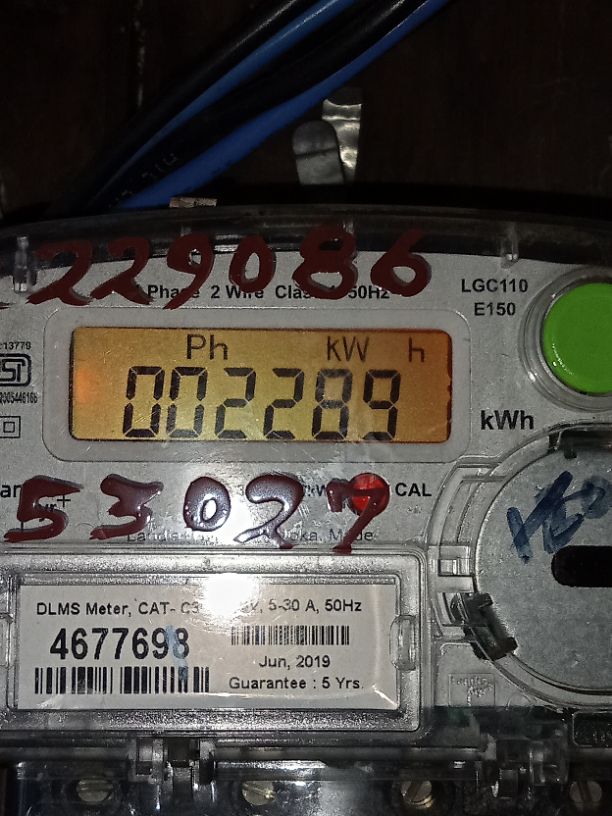 229086
Phase 2 Wire Class 50Hz
LGC110
E150
13779
Ph kW h
002289
kWh
53027
CAL
DLMS Meter, CAT- C3 5-30 A, 50Hz
4677698
Jun, 2019
Guarantee : 5 Yrs.